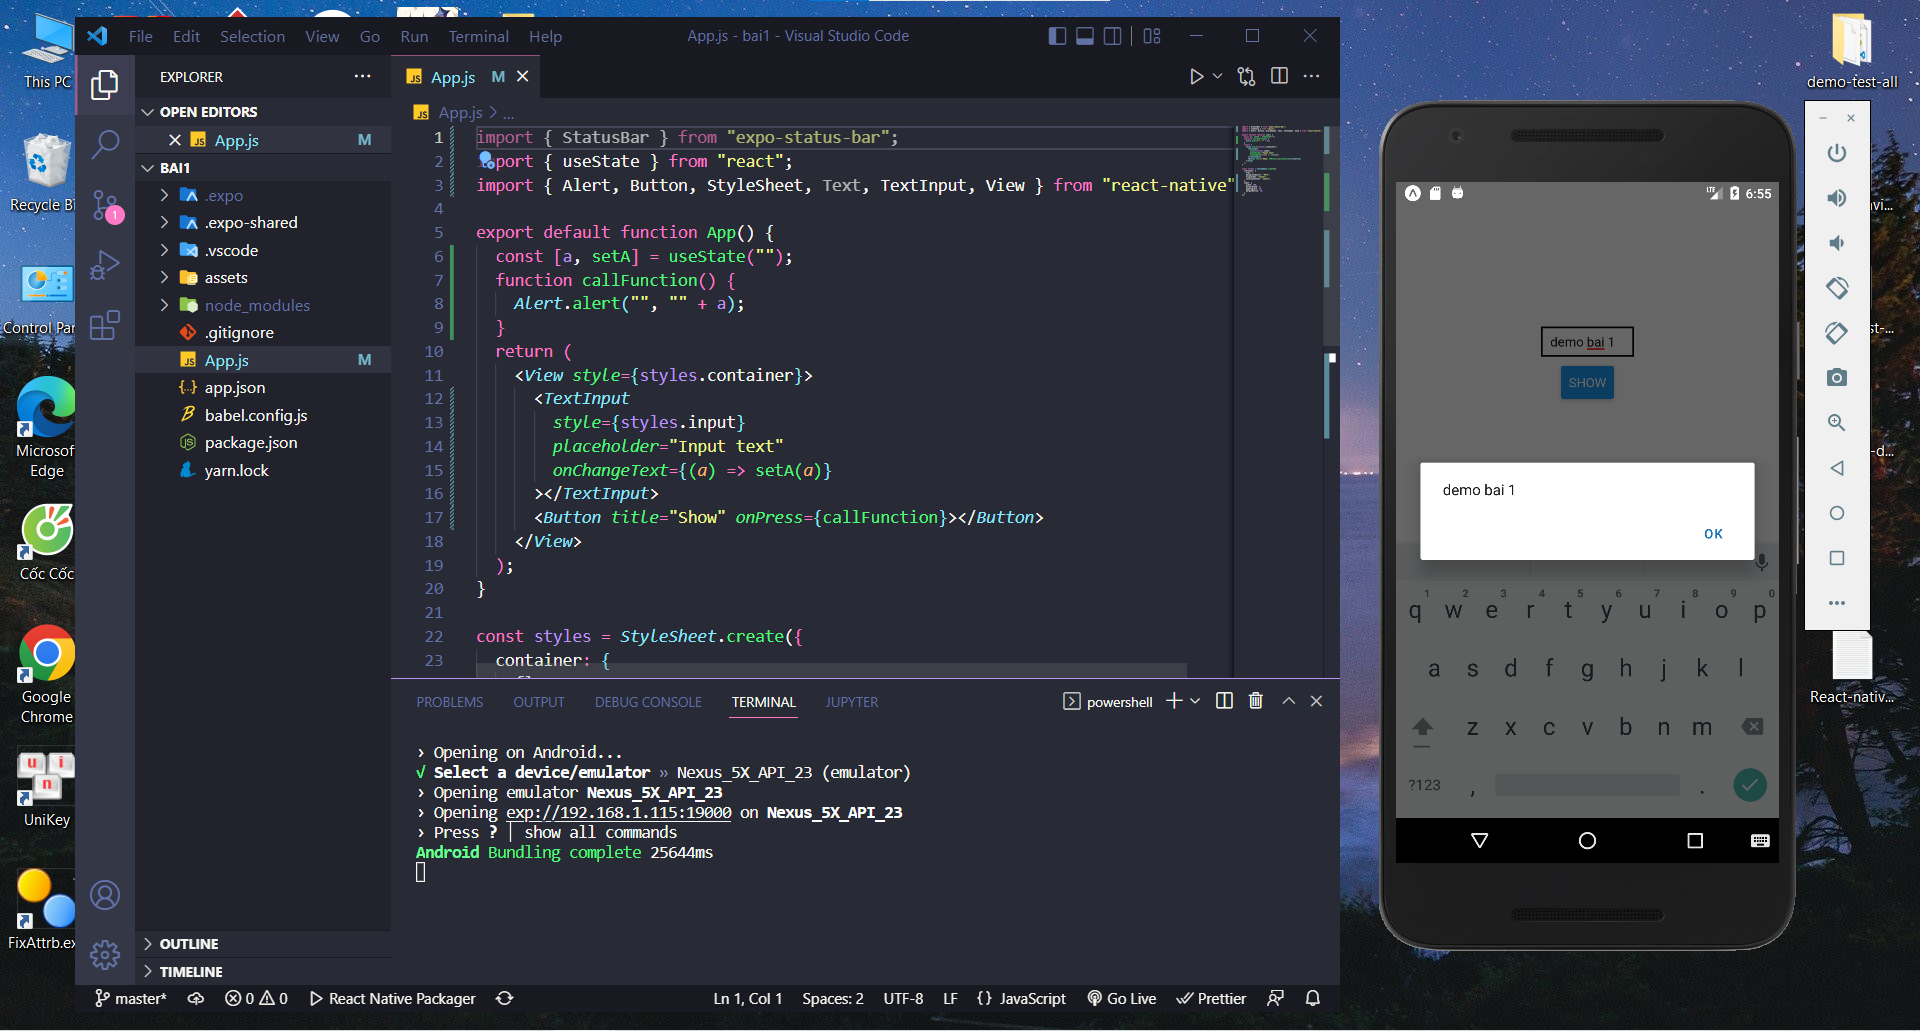 This PC
Recycle Bi
Control Par
Microsof
Edge
Cốc Cốc
Google
Chrome
u i
n
UniKey
FixAttrb.ex
File Edit Selection View Go Run Terminal Help
App.js - bai1 - Visual Studio Code
EXPLORER
OPEN EDITORS
JS App.js M
BAI1
.expo
.expo-shared
.vscode
assets
node_modules
.gitignore
JS App.js M
app.json
babel.config.js
package.json
yarn.lock
OUTLINE
TIMELINE
1
JS App.js M
JS App.js > ...
1 import { StatusBar } from "expo-status-bar";
2 port { useState } from "react";
3 import { Alert, Button, StyleSheet, Text, TextInput, View } from "react-native"
4
5 export default function App() {
6 const [a, setA] = useState("");
7 function callFunction() {
8 Alert.alert("", "" + a);
9 }
10 return (
11 <View style={styles.container}>
12 <TextInput
13 style={styles.input}
14 placeholder="Input text"
15 onChangeText={(a) => setA(a)}
16 ></TextInput>
17 <Button title="Show" onPress={callFunction}></Button>
18 </View>
19 );
20 }
21
22 const styles = StyleSheet.create({
23 container: {
PROBLEMS OUTPUT DEBUG CONSOLE TERMINAL JUPYTER
powershell
› Opening on Android...
√ Select a device/emulator » Nexus_5X_API_23 (emulator)
› Opening emulator Nexus_5X_API_23
› Opening exp://192.168.1.115:19000 on Nexus_5X_API_23
› Press ? | show all commands
Android Bundling complete 25644ms
master* 0 0 React Native Packager
Ln 1, Col 1 Spaces: 2 UTF-8 LF {} JavaScript Go Live Prettier
LTE 6:55
demo bai 1
SHOW
demo bai 1
OK
1 2 3 4 5 6 7 8 9 0
q w e r t y u i o p
a s d f g h j k l
z x c v b n m
?123 , .
demo-test-all
vi...
st-...
-d...
React-nativ...